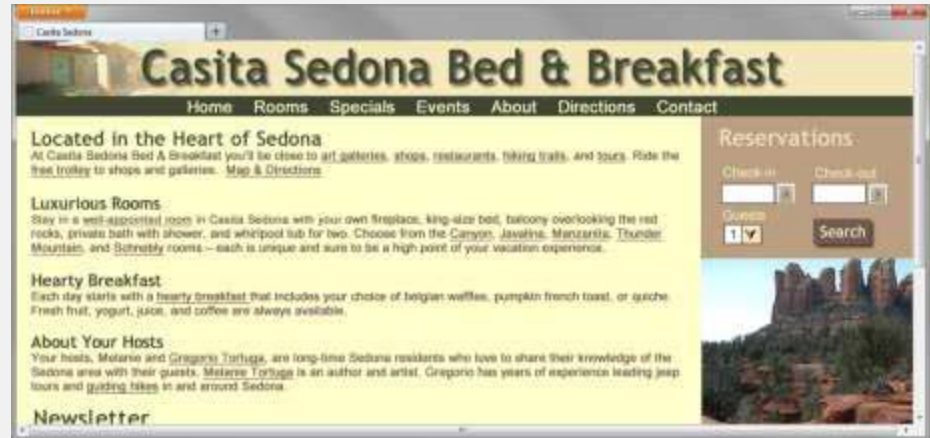 Casita Sedona
Casita Sedona Bed & Breakfast
Home Rooms Specials Events About Directions Contact
Located in the Heart of Sedona
At Casita Sedona Bed & Breakfast you'll be close to art galleries, shops, restaurants, hiking trails, and tours. Ride the
free trolley to shops and galleries. Map & Directions
Luxurious Rooms
Stay in a well-appointed room in Casita Sedona with your own fireplace, king-size bed, balcony overlooking the red
rocks, private bath with shower, and whirlpool tub for two. Choose from the Canyon, Javalina, Manzanita, Thunder
Mountain, and Schnebly rooms – each is unique and sure to be a high point of your vacation experience.
Hearty Breakfast
Each day starts with a hearty breakfast that includes your choice of belgian waffles, pumpkin french toast, or quiche.
Fresh fruit, yogurt, juice, and coffee are always available.
About Your Hosts
Your hosts, Melanie and Gregorio Tortuga, are long-time Sedona residents who love to share their knowledge of the
Sedona area with their guests. Melanie Tortuga is an author and artist. Gregorio has years of experience leading jeep
tours and guiding hikes in and around Sedona.
Newsletter
Reservations
Check-in Check-out
Guests
1
Search